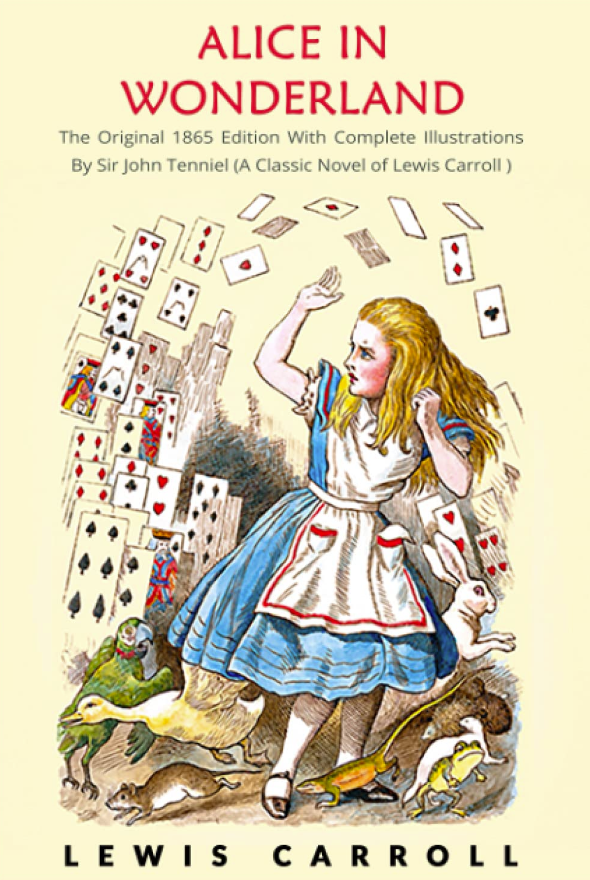 ALICE IN
WONDERLAND
The Original 1865 Edition With Complete Illustrations
By Sir John Tenniel (A Classic Novel of Lewis Carroll )
LEWIS CARROLL